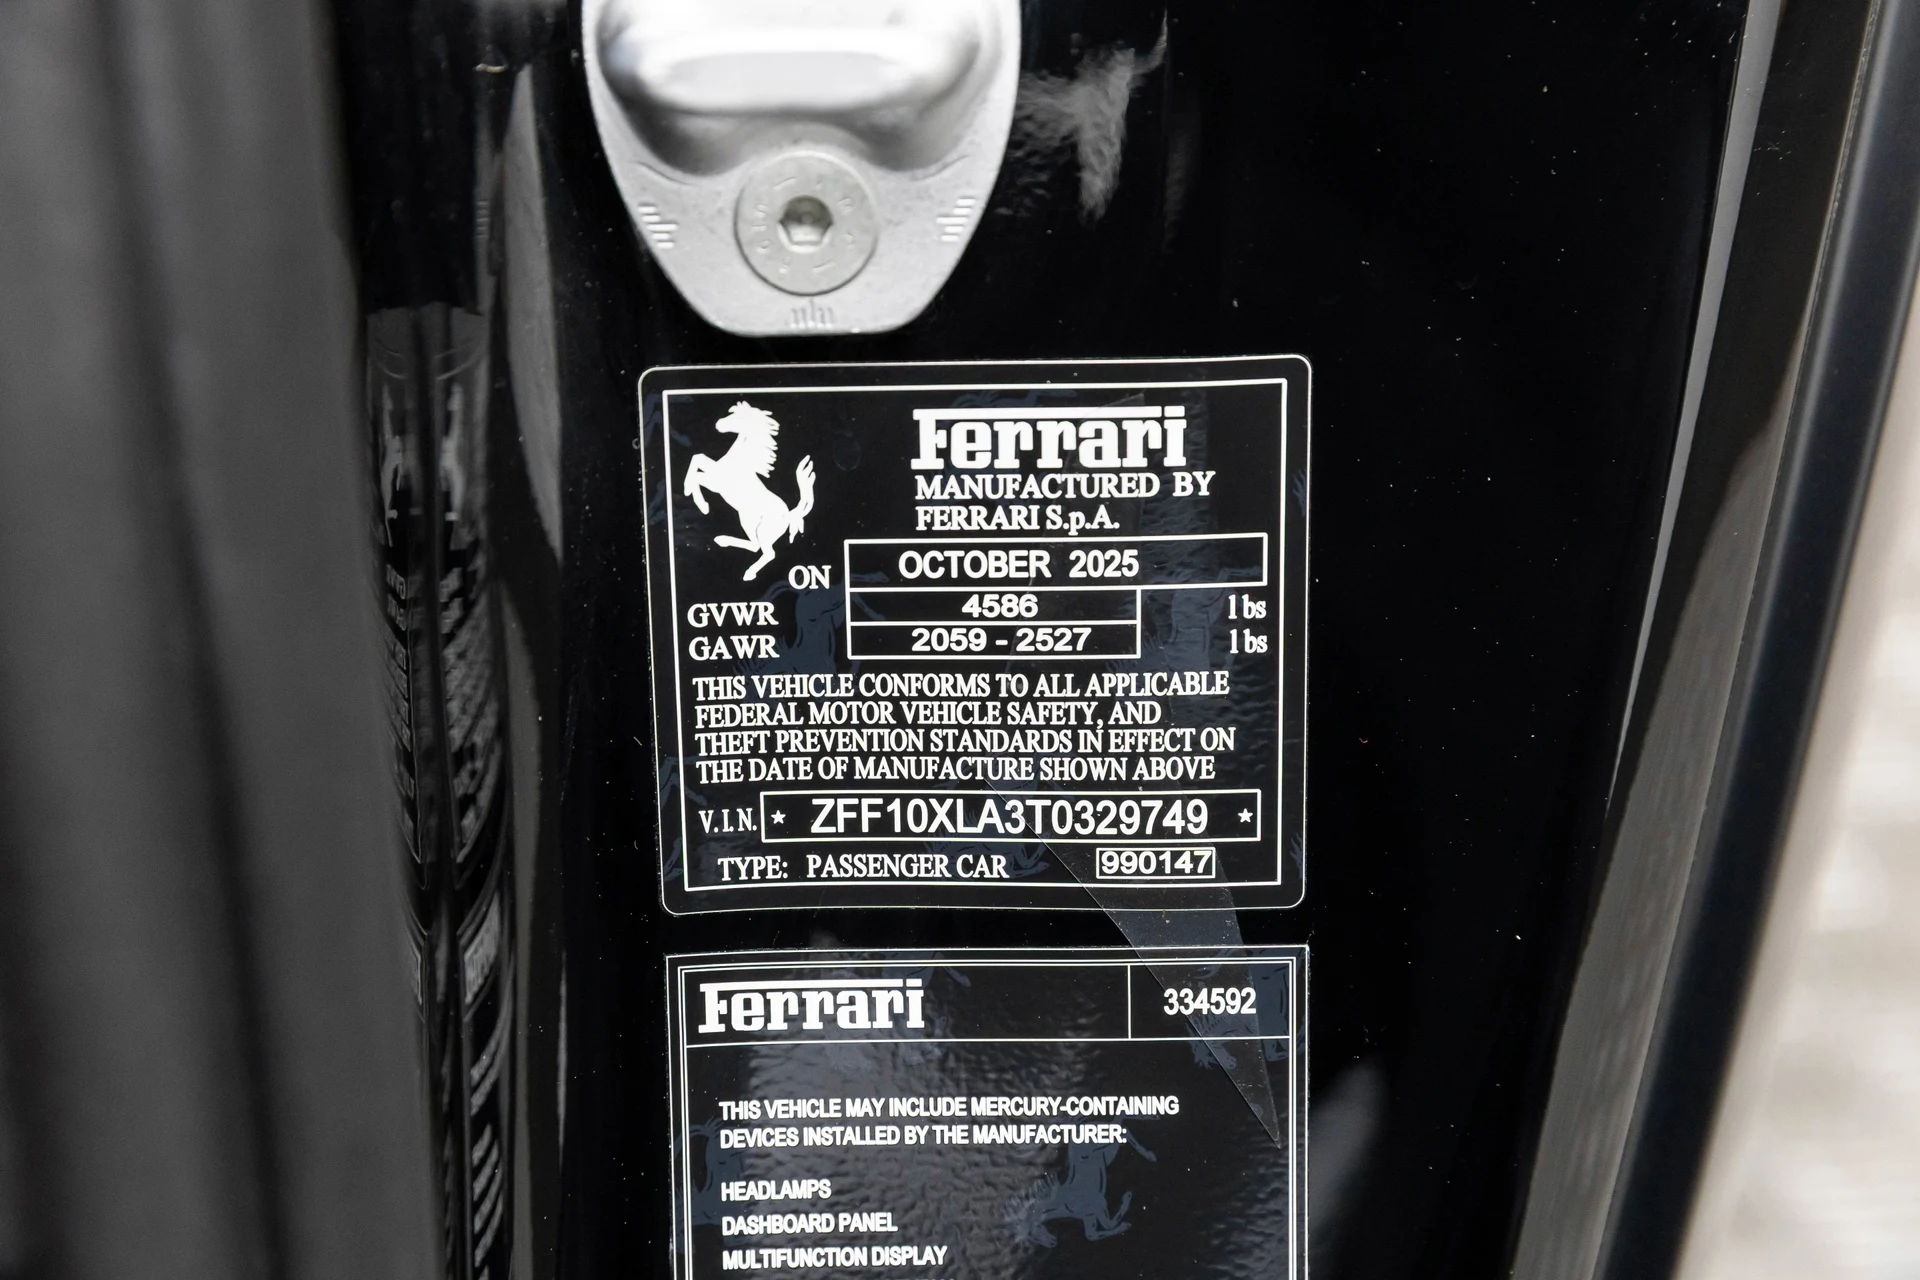 Ferrari
MANUFACTURED BY
FERRARI S.p.A.
ON OCTOBER 2025
GVWR 4586 lbs
GAWR 2059 - 2527 lbs
THIS VEHICLE CONFORMS TO ALL APPLICABLE
FEDERAL MOTOR VEHICLE SAFETY, AND
THEFT PREVENTION STANDARDS IN EFFECT ON
THE DATE OF MANUFACTURE SHOWN ABOVE
V.I.N. * ZFF10XLA3T0329749 *
TYPE: PASSENGER CAR 990147
Ferrari 334592
THIS VEHICLE MAY INCLUDE MERCURY-CONTAINING
DEVICES INSTALLED BY THE MANUFACTURER:
HEADLAMPS
DASHBOARD PANEL
MULTIFUNCTION DISPLAY